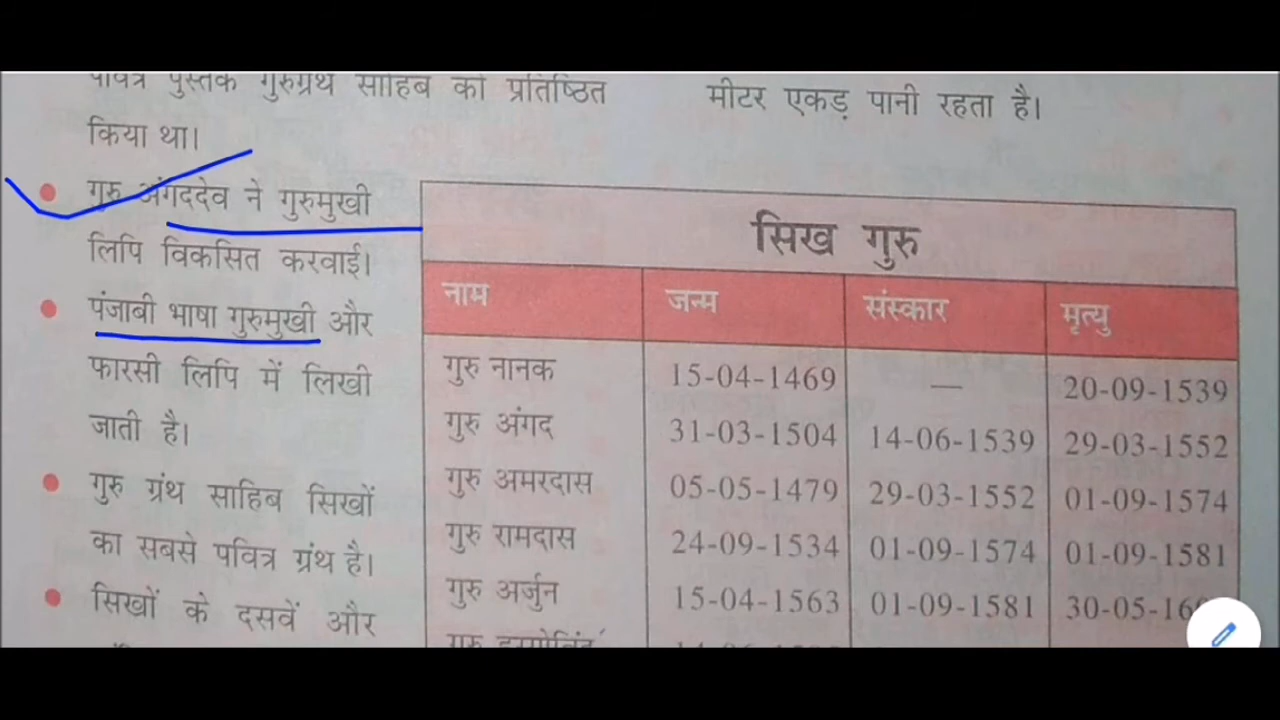 पवित्र पुस्तक गुरुग्रंथ साहिब को प्रतिष्ठित
किया था।
गुरु अंगददेव ने गुरुमुखी
लिपि विकसित करवाई।
पंजाबी भाषा गुरुमुखी और
फारसी लिपि में लिखी
जाती है।
गुरु ग्रंथ साहिब सिखों
का सबसे पवित्र ग्रंथ है।
सिखों के दसवें और
मीटर एकड़ पानी रहता है।
सिख गुरु
नाम जन्म संस्कार मृत्यु
गुरु नानक 15-04-1469 — 20-09-1539
गुरु अंगद 31-03-1504 14-06-1539 29-03-1552
गुरु अमरदास 05-05-1479 29-03-1552 01-09-1574
गुरु रामदास 24-09-1534 01-09-1574 01-09-1581
गुरु अर्जुन 15-04-1563 01-09-1581